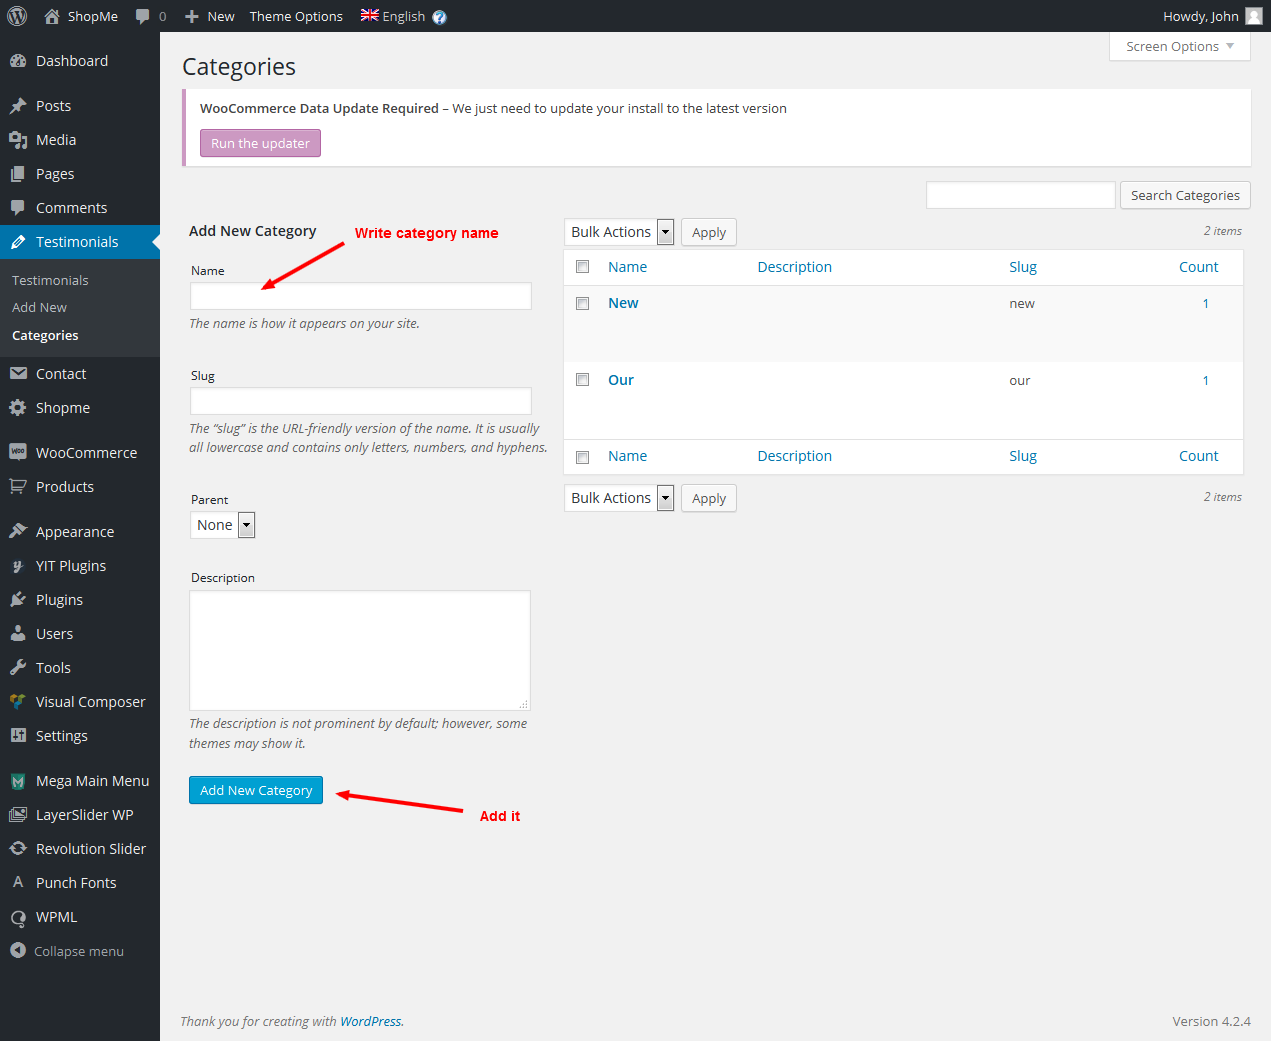 ShopMe 0 New Theme Options English Howdy, John
Screen Options
Dashboard
Posts
Media
Pages
Comments
Testimonials
Testimonials
Add New
Categories
Contact
Shopme
WooCommerce
Products
Appearance
YIT Plugins
Plugins
Users
Tools
Visual Composer
Settings
Mega Main Menu
LayerSlider WP
Revolution Slider
Punch Fonts
WPML
Collapse menu
Categories
WooCommerce Data Update Required – We just need to update your install to the latest version
Run the updater
Search Categories
Add New Category
Write category name
Name
The name is how it appears on your site.
Slug
The “slug” is the URL-friendly version of the name. It is usually
all lowercase and contains only letters, numbers, and hyphens.
Parent
None
Description
The description is not prominent by default; however, some
themes may show it.
Add New Category
Add it
Bulk Actions Apply 2 items
Name Description Slug Count
New new 1
Our our 1
Name Description Slug Count
Bulk Actions Apply 2 items
Thank you for creating with WordPress.
Version 4.2.4